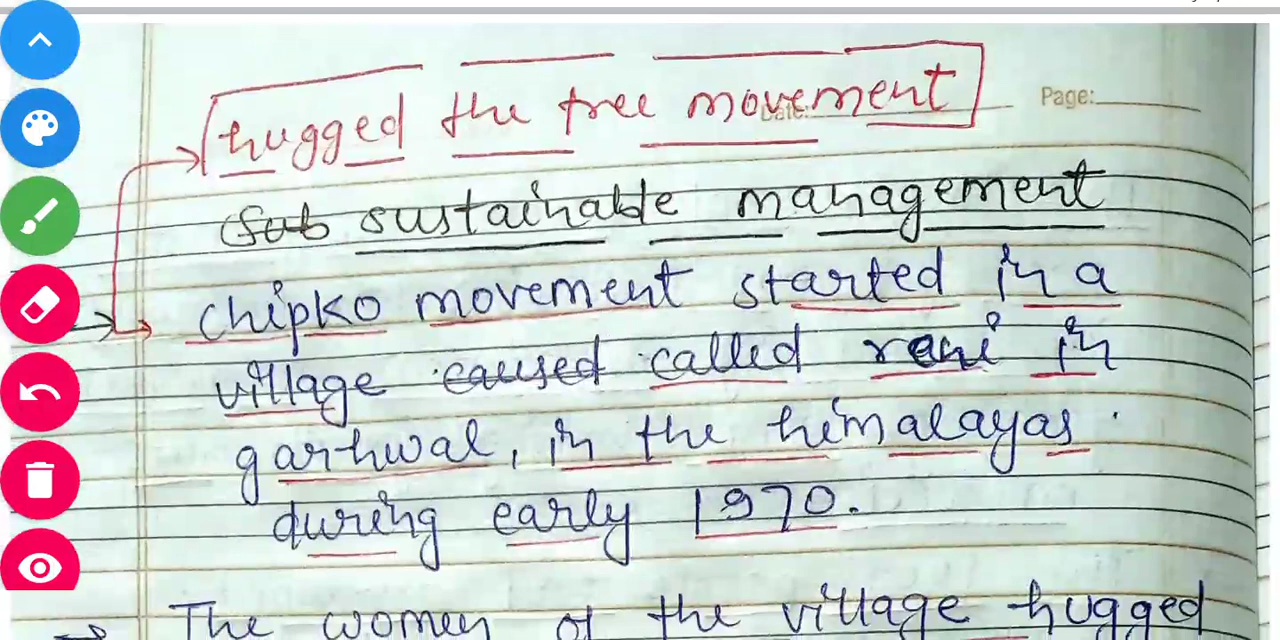 hugged the tree movement
Date:
Page:
Sub sustainable management
chipko movement started in a
village caused called reni in
garhwal, in the himalayas.
during early 1970.
The women of the village hugged